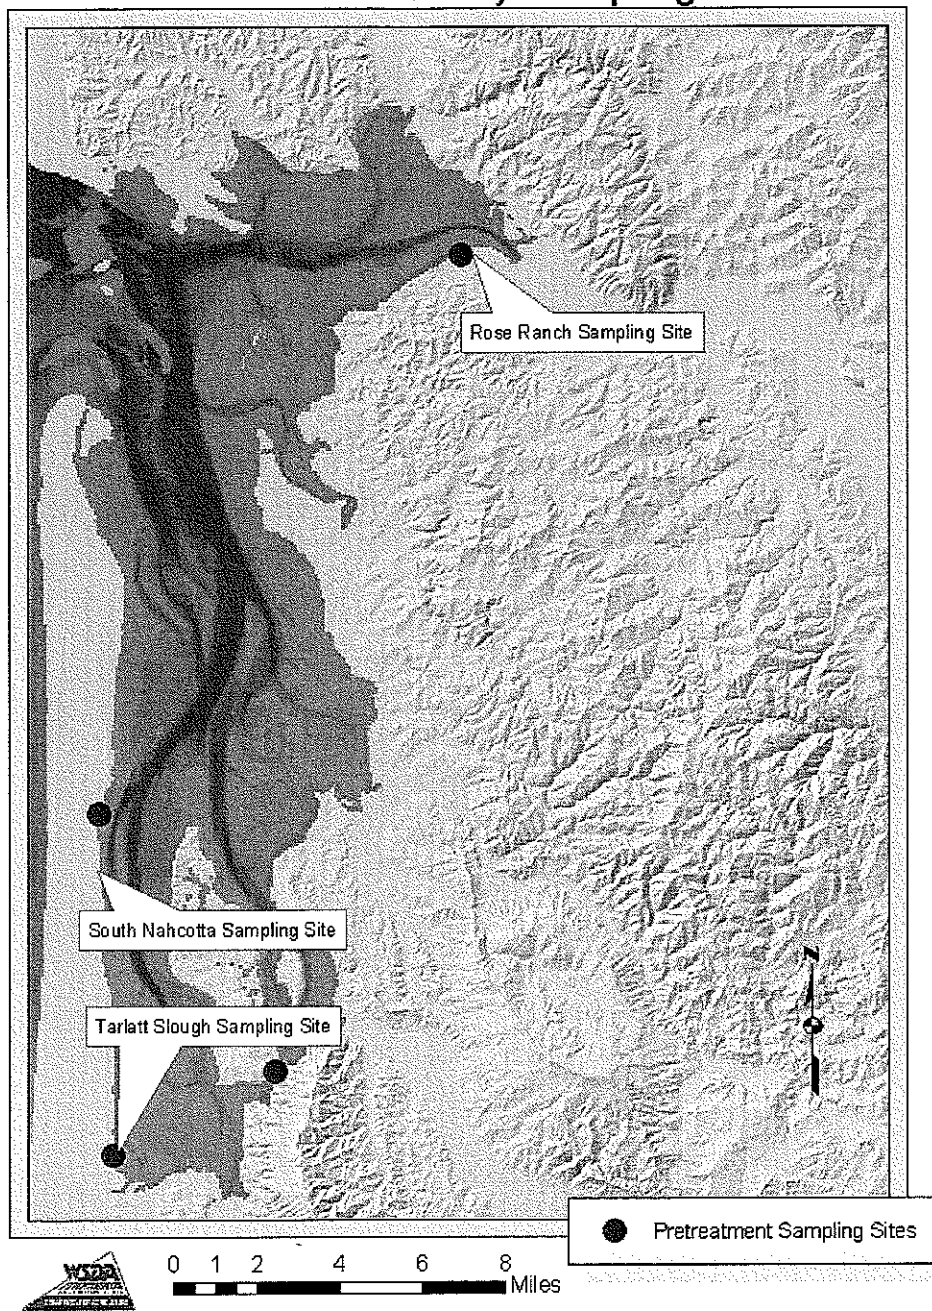 Rose Ranch Sampling Site
South Nahcotta Sampling Site
Tarlatt Slough Sampling Site
N
Pretreatment Sampling Sites
WSDA
0 1 2 4 6 8
Miles